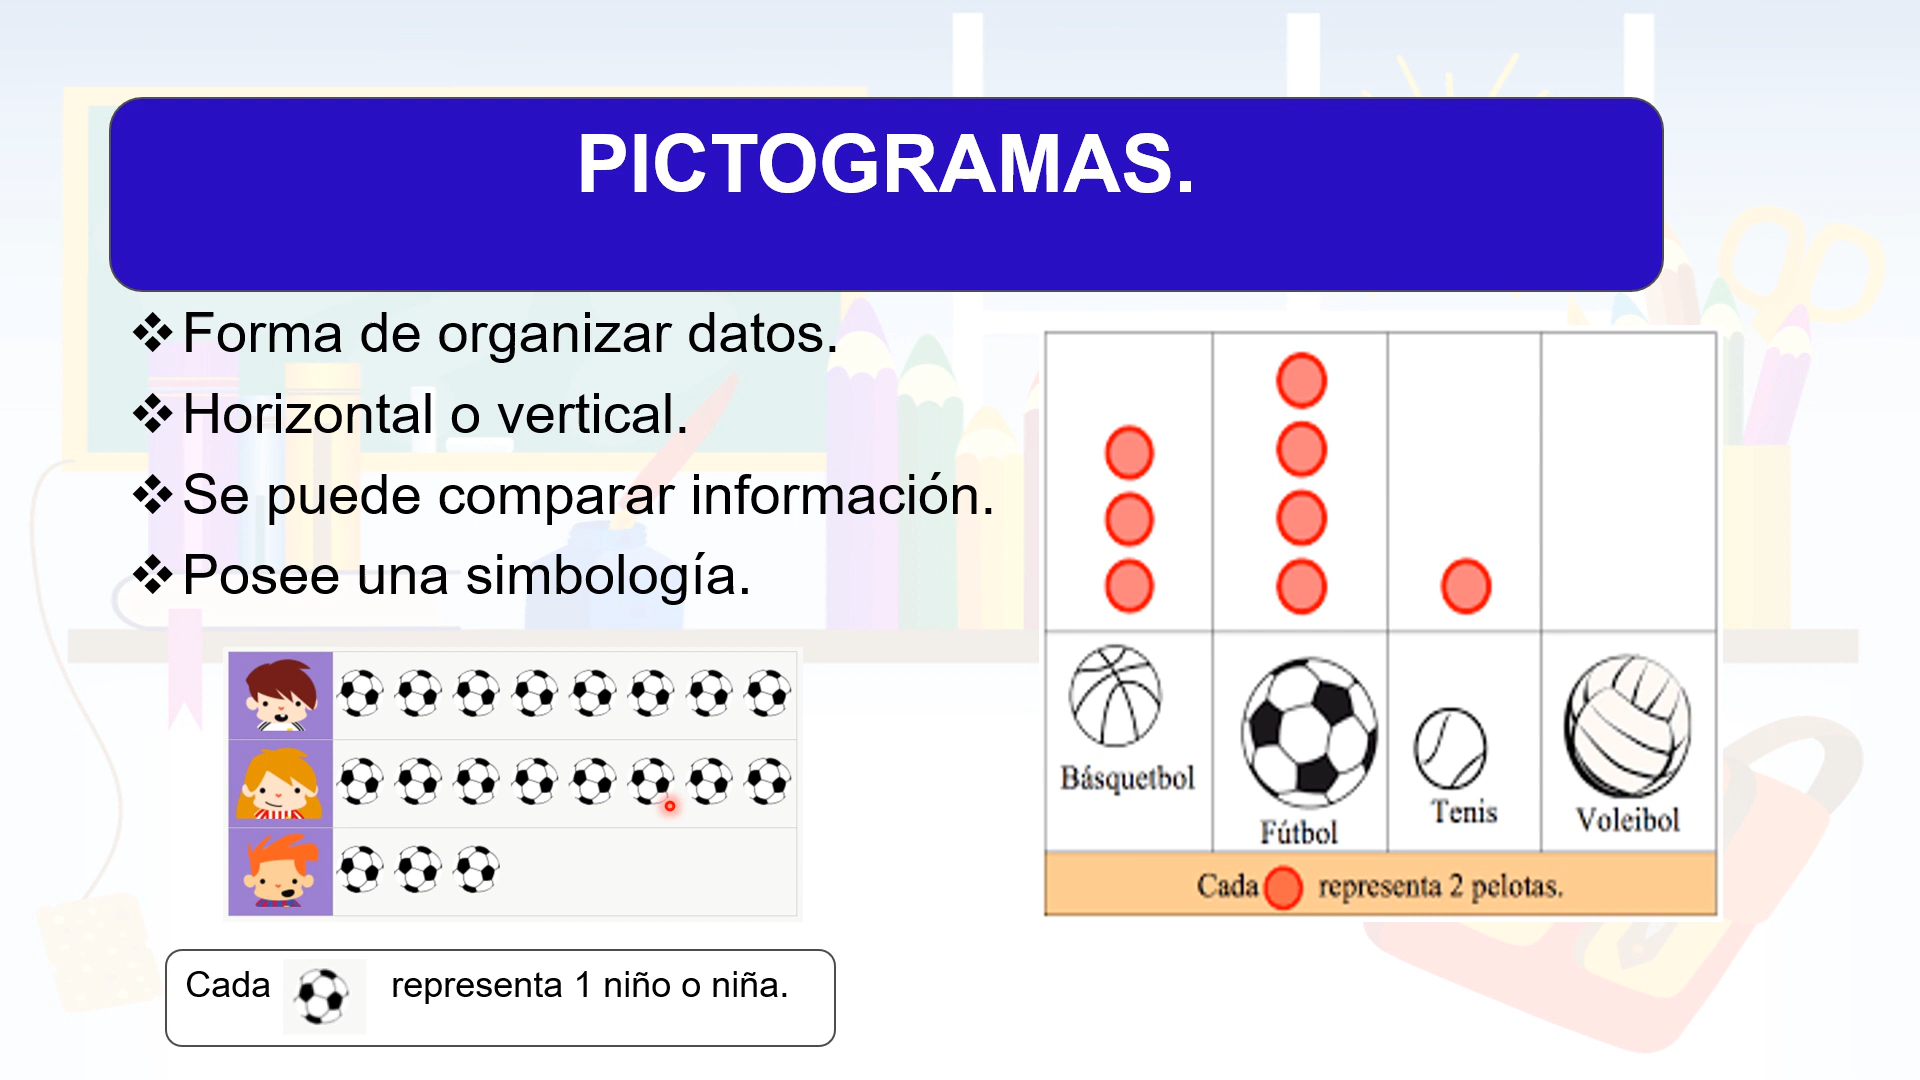 PICTOGRAMAS.
❖Forma de organizar datos.
❖Horizontal o vertical.
❖Se puede comparar información.
❖Posee una simbología.
Cada representa 1 niño o niña.
Básquetbol
Fútbol
Tenis
Voleibol
Cada representa 2 pelotas.